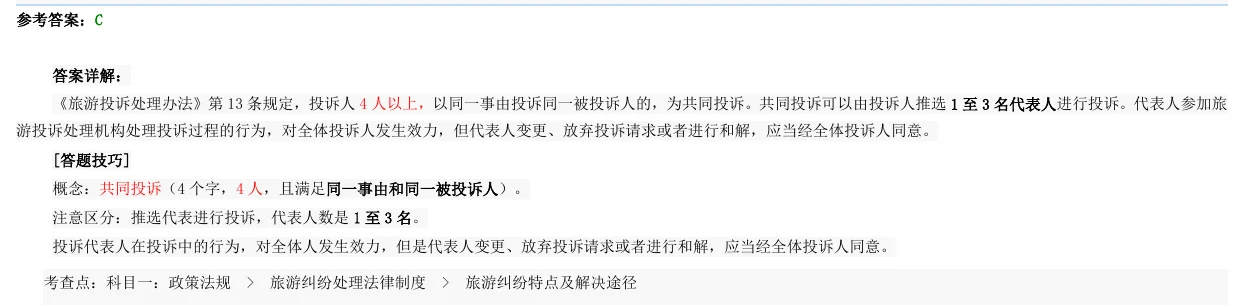 参考答案：C
答案详解：
《旅游投诉处理办法》第 13 条规定，投诉人 4 人以上，以同一事由投诉同一被投诉人的，为共同投诉。共同投诉可以由投诉人推选 1 至 3 名代表人进行投诉。代表人参加旅
游投诉处理机构处理投诉过程的行为，对全体投诉人发生效力，但代表人变更、放弃投诉请求或者进行和解，应当经全体投诉人同意。
[答题技巧]
概念：共同投诉（4 个字，4 人，且满足同一事由和同一被投诉人）。
注意区分：推选代表进行投诉，代表人数是 1 至 3 名。
投诉代表人在投诉中的行为，对全体人发生效力，但是代表人变更、放弃投诉请求或者进行和解，应当经全体投诉人同意。
考查点：科目一：政策法规 > 旅游纠纷处理法律制度 > 旅游纠纷特点及解决途径